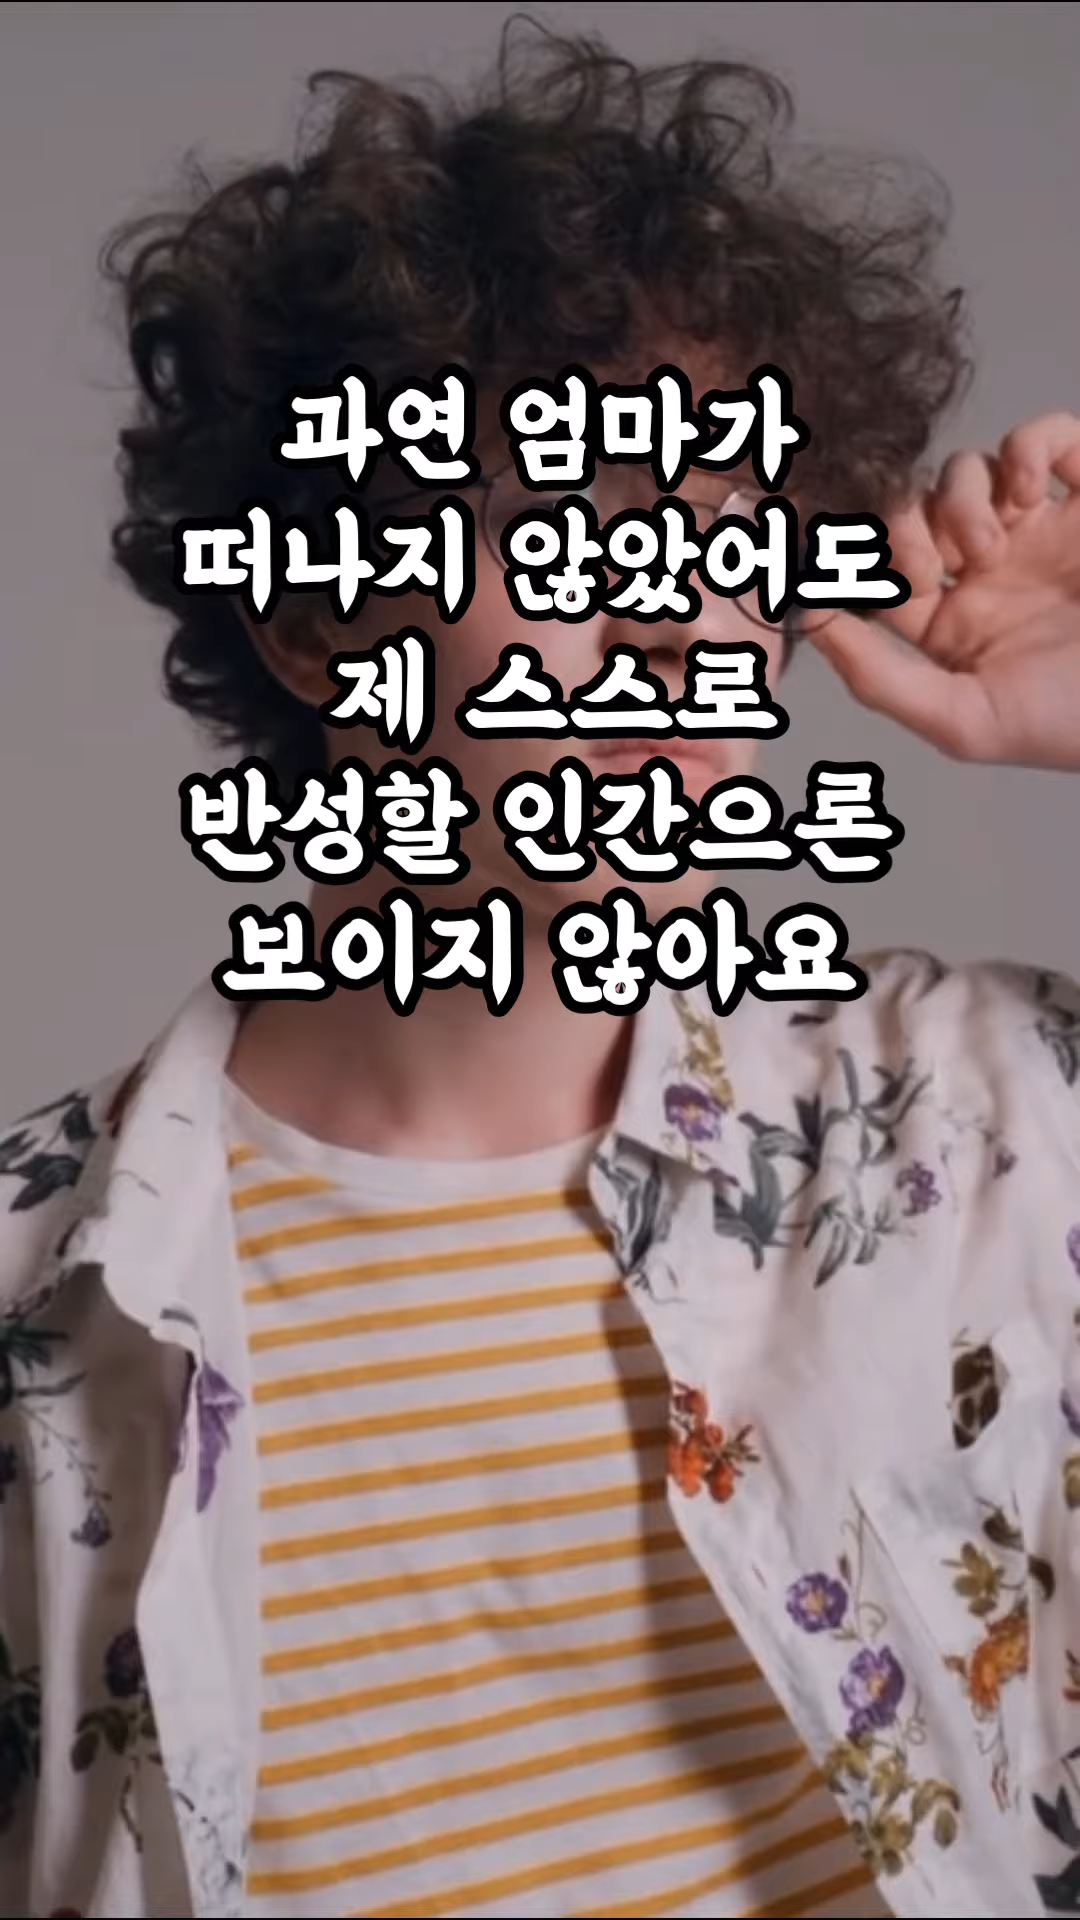 과연 엄마가
떠나지 않았어도
제 스스로
반성할 인간으론
보이지 않아요